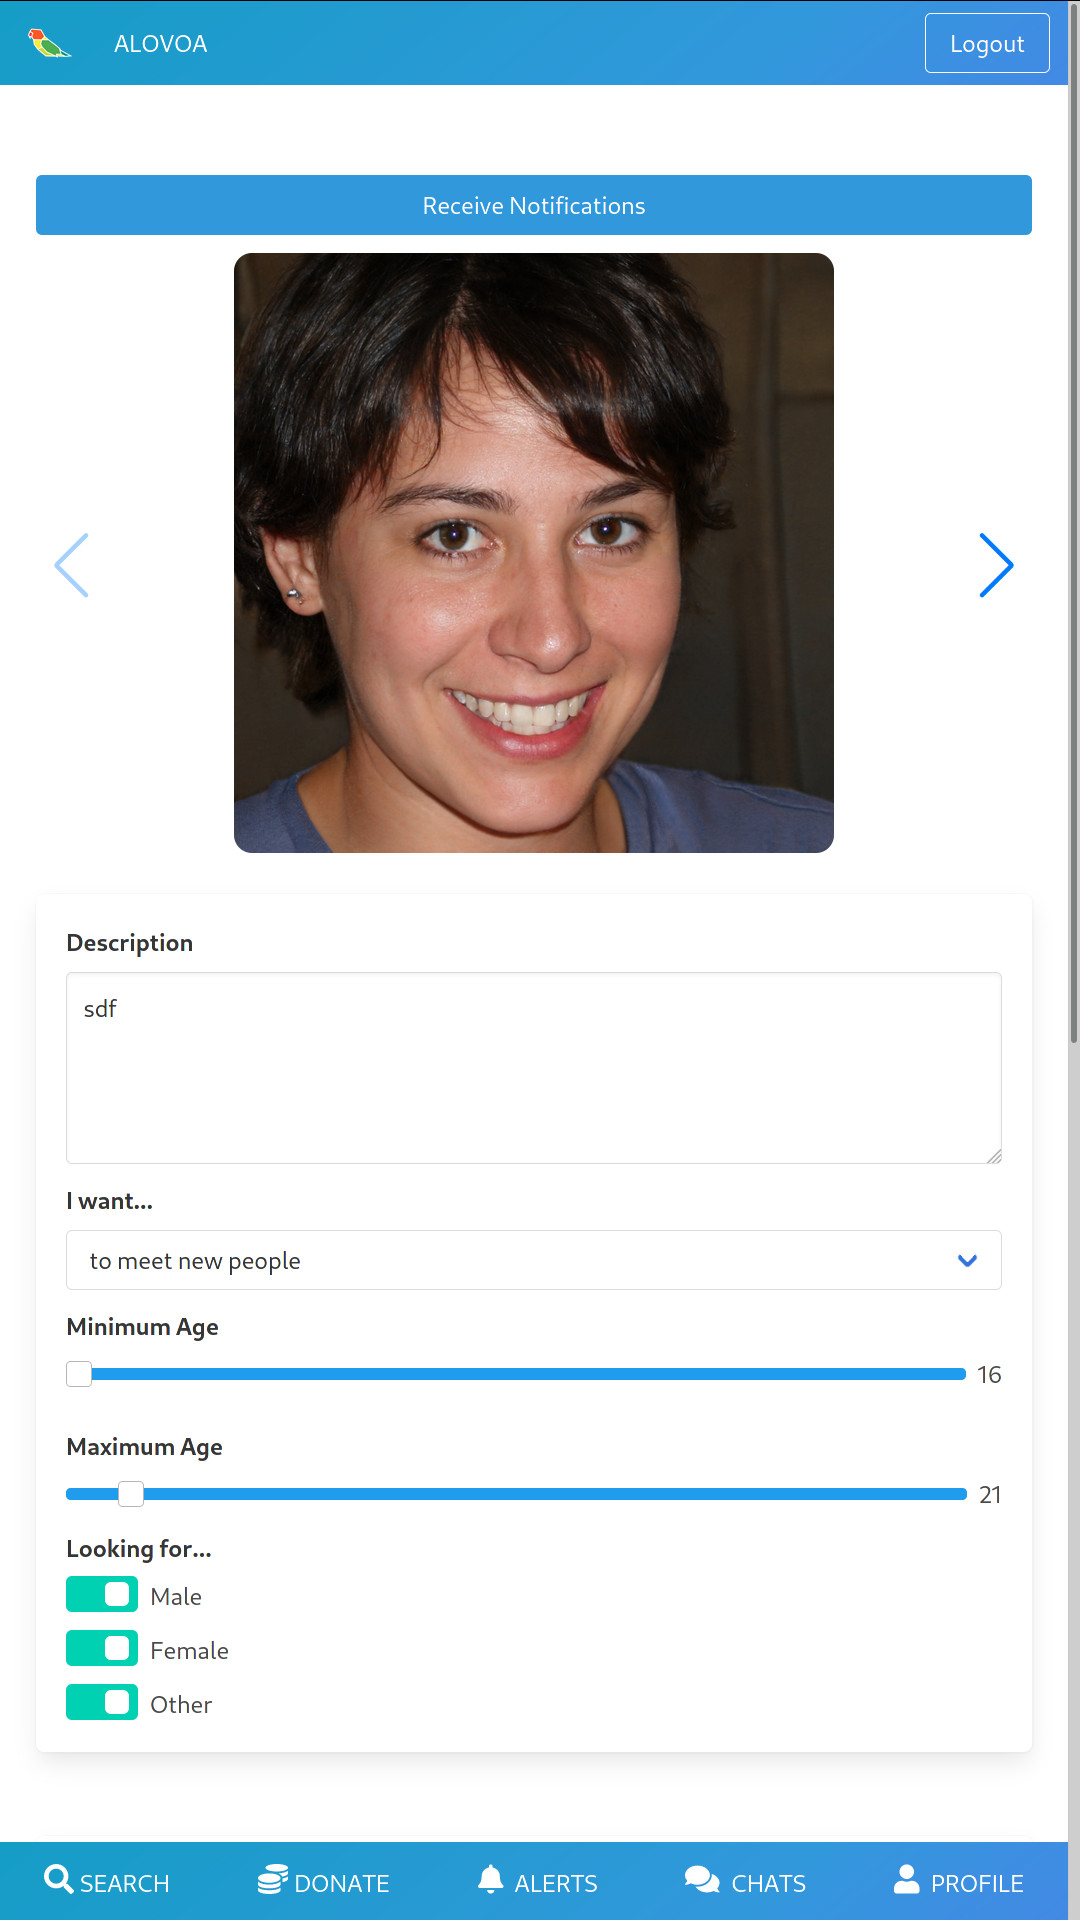 ALOVOA
Logout
Receive Notifications
Description
sdf
I want...
to meet new people
Minimum Age
16
Maximum Age
21
Looking for...
Male
Female
Other
SEARCH
DONATE
ALERTS
CHATS
PROFILE